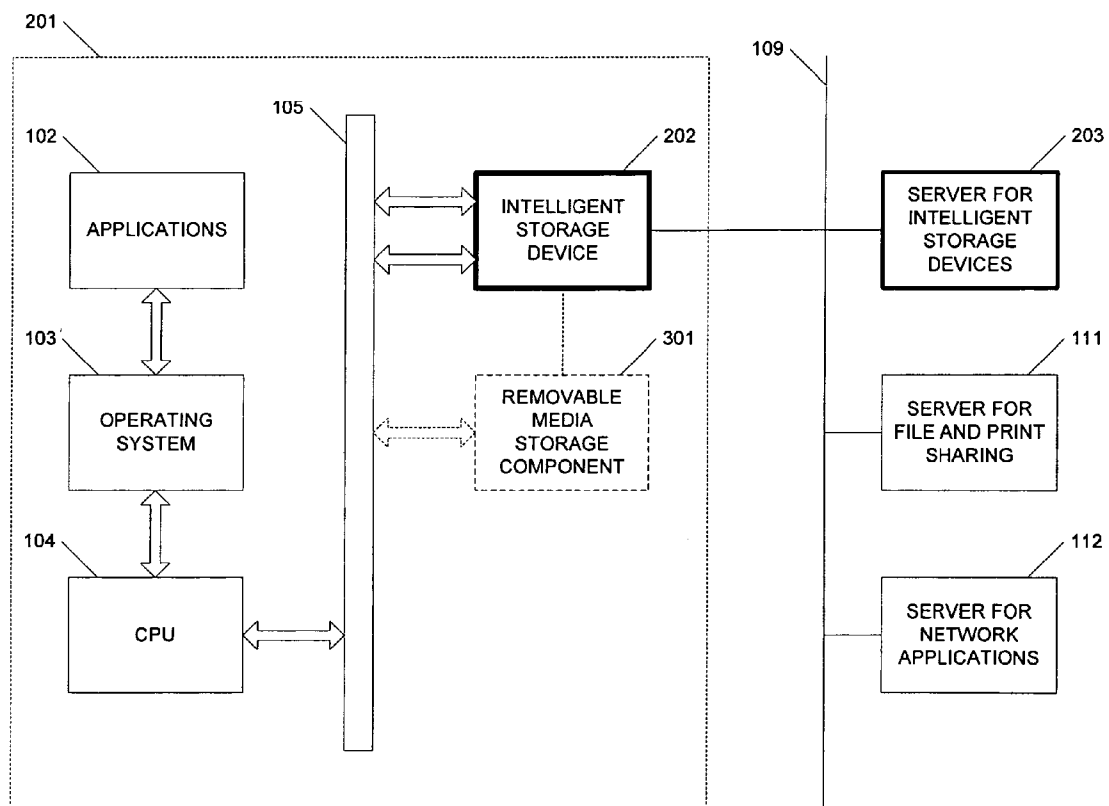 201
109
105
102
202
203
APPLICATIONS
INTELLIGENT
STORAGE
DEVICE
SERVER FOR
INTELLIGENT
STORAGE
DEVICES
103
301
111
OPERATING
SYSTEM
REMOVABLE
MEDIA
STORAGE
COMPONENT
SERVER FOR
FILE AND PRINT
SHARING
104
112
CPU
SERVER FOR
NETWORK
APPLICATIONS